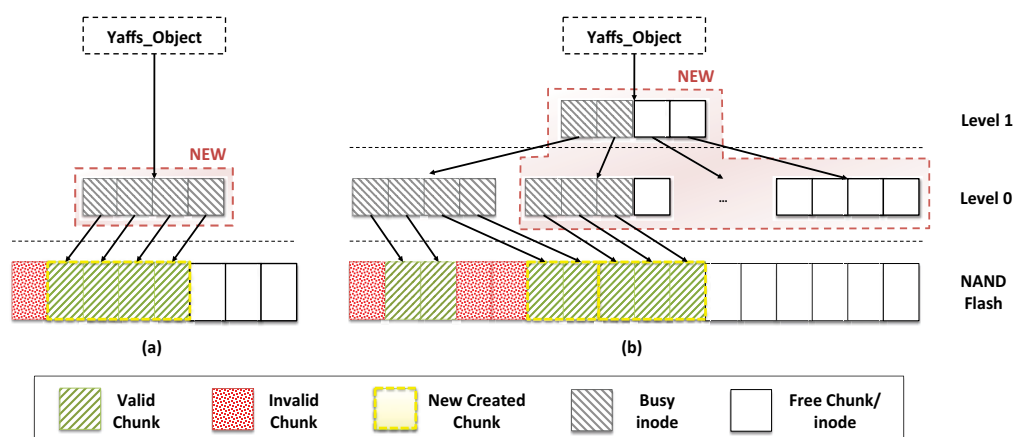 Yaffs_Object
Yaffs_Object
NEW
NEW
Level 1
Level 0
...
NAND
Flash
(a)
(b)
Valid
Chunk
Invalid
Chunk
New Created
Chunk
Busy
inode
Free Chunk/
inode